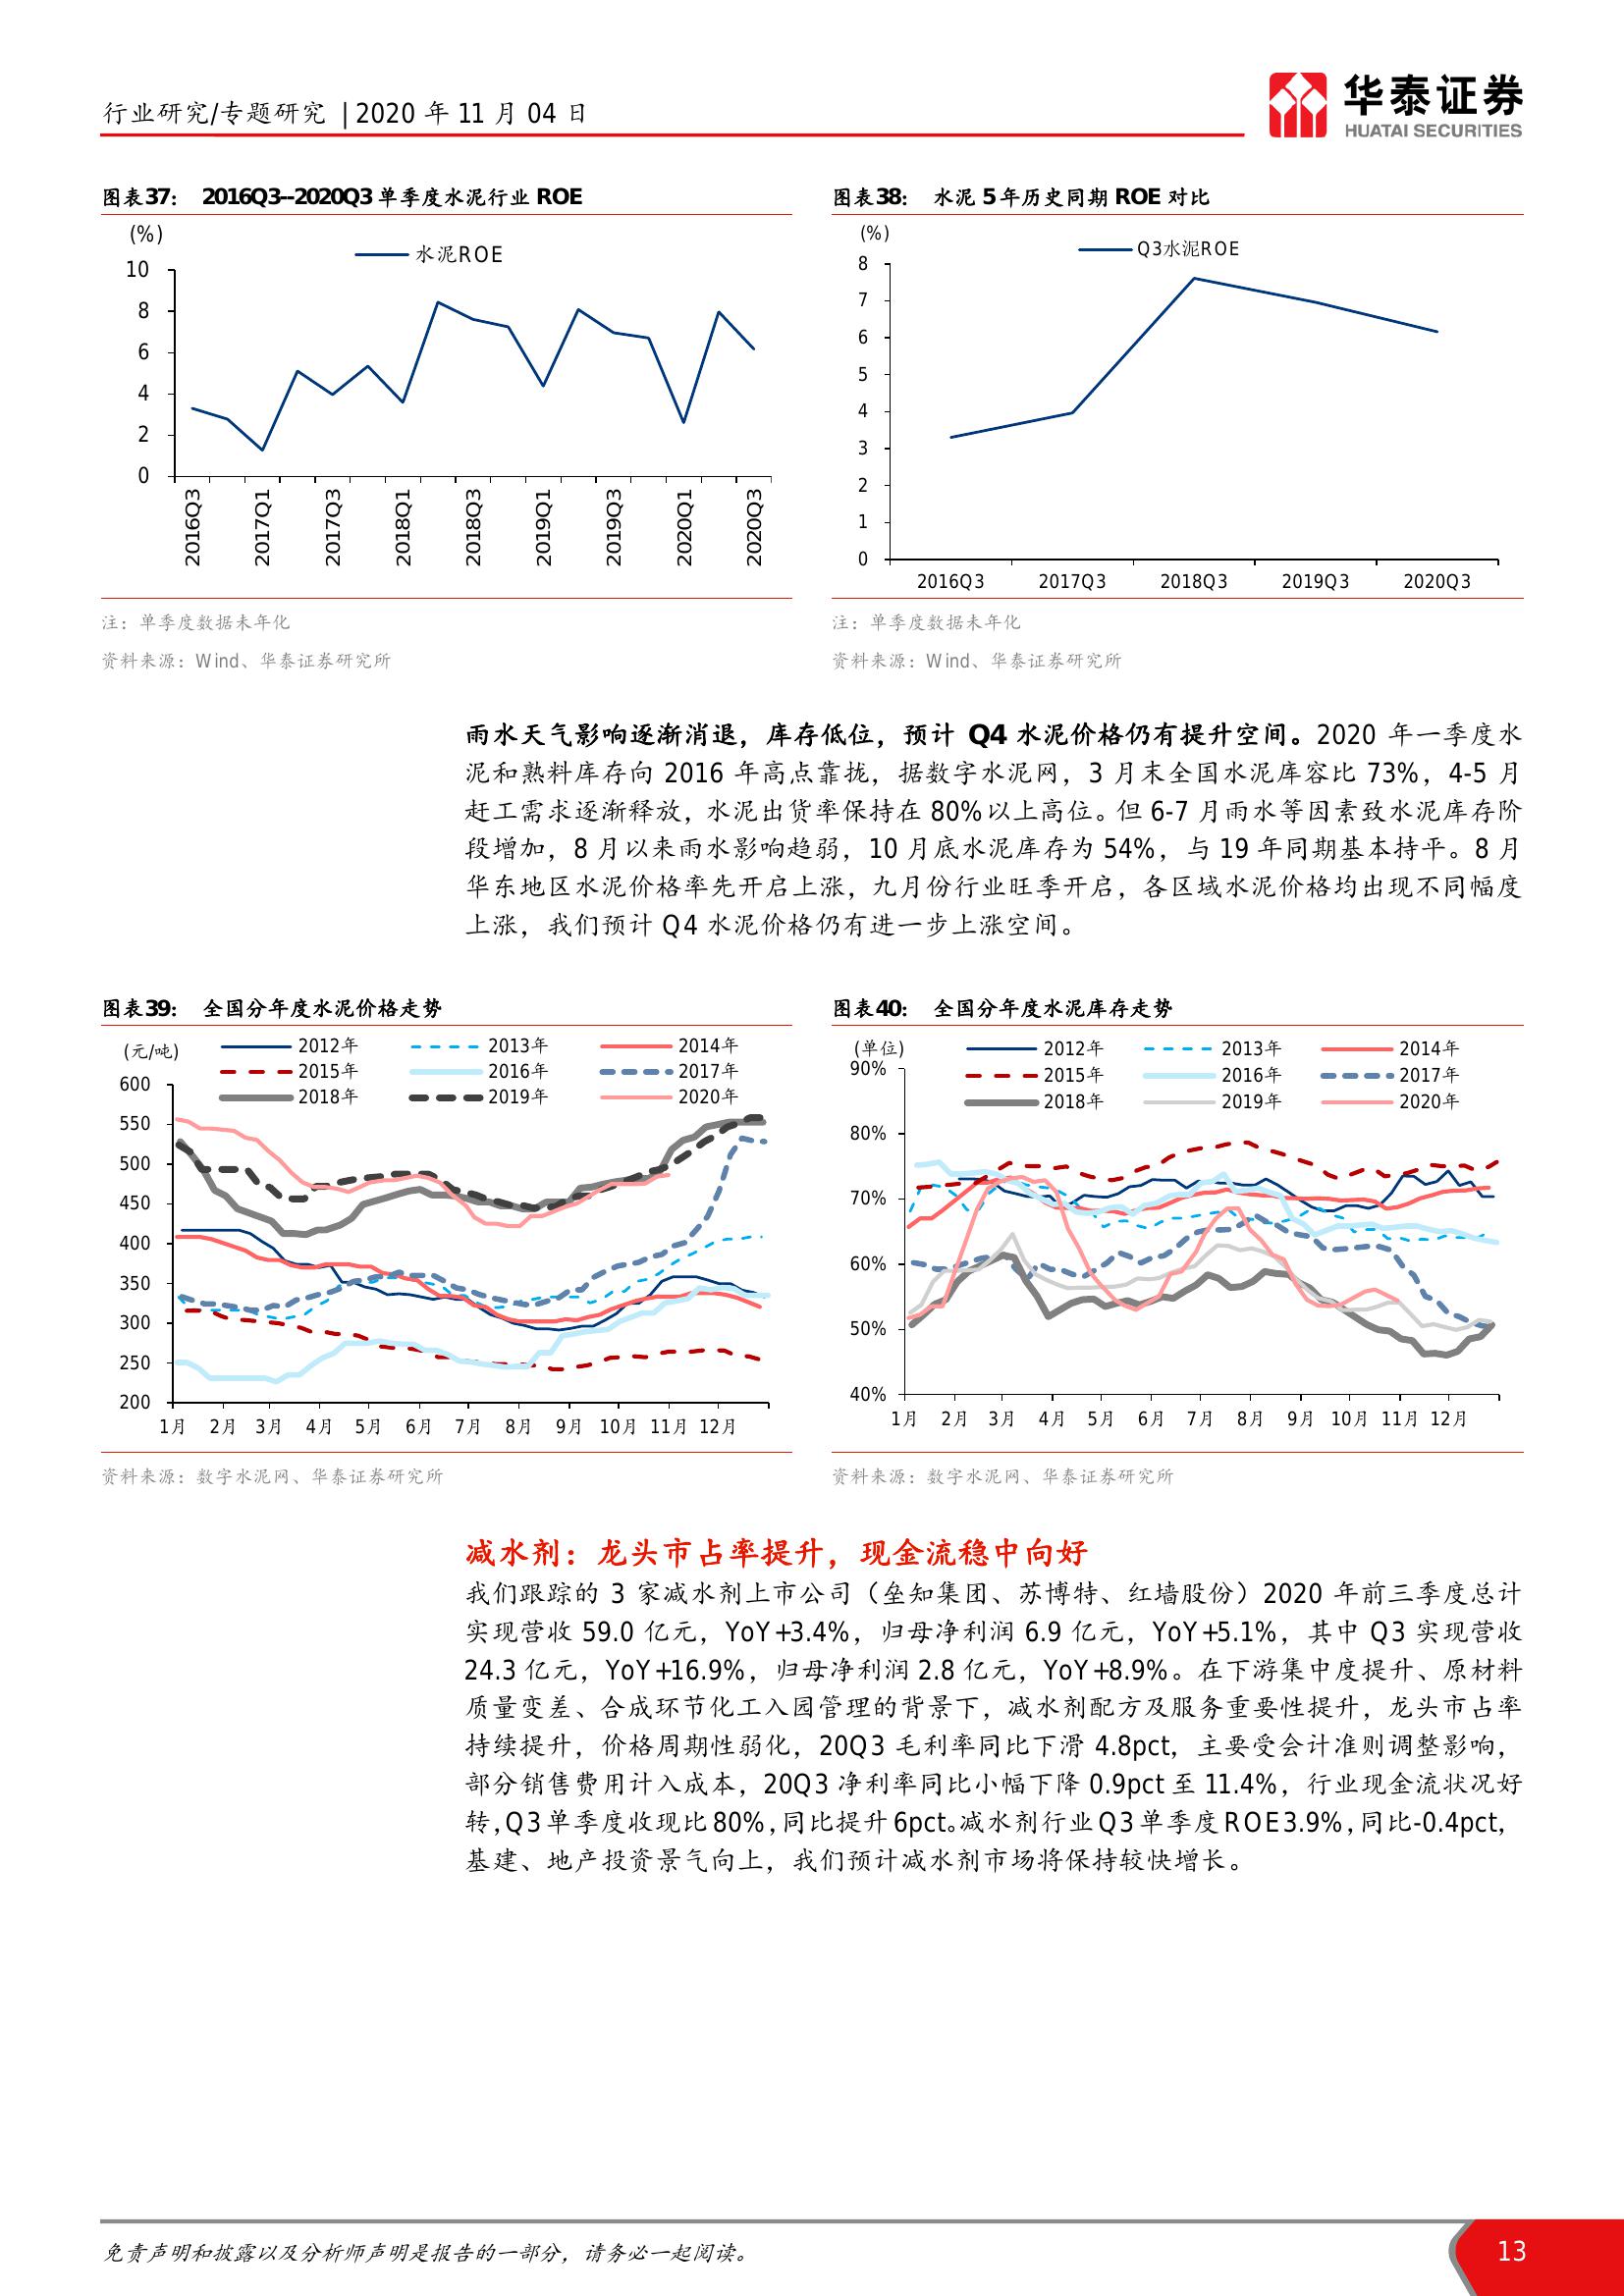 行业研究/专题研究 | 2020 年 11 月 04 日
华泰证券
HUATAI SECURITIES
图表37： 2016Q3--2020Q3 单季度水泥行业 ROE
(%)
水泥ROE
10
8
6
4
2
0
2016Q3
2017Q1
2017Q3
2018Q1
2018Q3
2019Q1
2019Q3
2020Q1
2020Q3
注：单季度数据未年化
资料来源：Wind、华泰证券研究所
图表38： 水泥 5 年历史同期 ROE 对比
(%)
Q3水泥ROE
8
7
6
5
4
3
2
1
0
2016Q3 2017Q3 2018Q3 2019Q3 2020Q3
注：单季度数据未年化
资料来源：Wind、华泰证券研究所
雨水天气影响逐渐消退，库存低位，预计 Q4 水泥价格仍有提升空间。2020 年一季度水
泥和熟料库存向 2016 年高点靠拢，据数字水泥网，3 月末全国水泥库容比 73%，4-5 月
赶工需求逐渐释放，水泥出货率保持在 80%以上高位。但 6-7 月雨水等因素致水泥库存阶
段增加，8 月以来雨水影响趋弱，10 月底水泥库存为 54%，与 19 年同期基本持平。8 月
华东地区水泥价格率先开启上涨，九月份行业旺季开启，各区域水泥价格均出现不同幅度
上涨，我们预计 Q4 水泥价格仍有进一步上涨空间。
图表39： 全国分年度水泥价格走势
(元/吨)
2012年 2013年 2014年
2015年 2016年 2017年
2018年 2019年 2020年
600
550
500
450
400
350
300
250
200
1月 2月 3月 4月 5月 6月 7月 8月 9月 10月 11月 12月
资料来源：数字水泥网、华泰证券研究所
图表40： 全国分年度水泥库存走势
(单位)
2012年 2013年 2014年
2015年 2016年 2017年
2018年 2019年 2020年
90%
80%
70%
60%
50%
40%
1月 2月 3月 4月 5月 6月 7月 8月 9月 10月 11月 12月
资料来源：数字水泥网、华泰证券研究所
减水剂：龙头市占率提升，现金流稳中向好
我们跟踪的 3 家减水剂上市公司（垒知集团、苏博特、红墙股份）2020 年前三季度总计
实现营收 59.0 亿元，YoY+3.4%，归母净利润 6.9 亿元，YoY+5.1%，其中 Q3 实现营收
24.3 亿元，YoY+16.9%，归母净利润 2.8 亿元，YoY+8.9%。在下游集中度提升、原材料
质量变差、合成环节化工入园管理的背景下，减水剂配方及服务重要性提升，龙头市占率
持续提升，价格周期性弱化，20Q3 毛利率同比下滑 4.8pct，主要受会计准则调整影响，
部分销售费用计入成本，20Q3 净利率同比小幅下降 0.9pct 至 11.4%，行业现金流状况好
转，Q3 单季度收现比 80%，同比提升 6pct。减水剂行业 Q3 单季度 ROE3.9%，同比-0.4pct，
基建、地产投资景气向上，我们预计减水剂市场将保持较快增长。
免责声明和披露以及分析师声明是报告的一部分，请务必一起阅读。
13